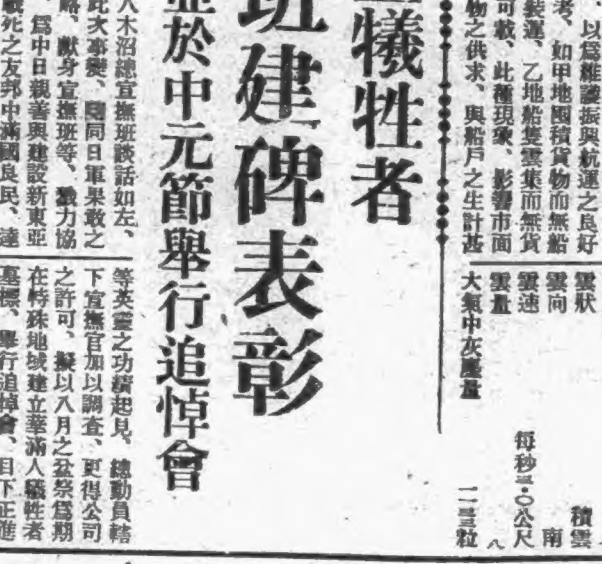 、以爲維護振興航運之良好
考、如甲地囤積貨物而無船
裝運、乙地船隻雲集而無貨
可載、此種現象、影響市面
物之供求、與船戶之生計甚
雲狀 積雲
雲向 南
雲速 每秒三·〇公尺
雲量 八
大氣中灰塵量 一一三粒
犧牲者
班建碑表彰
並於中元節舉行追悼會
八木沼總宣撫班談話如左、
此次事變、隨同日軍果敢之
略、獻身宣撫班等、戮力協
、爲中日親善與建設新東亞
戰死之友邦中滿國良民、達
等英靈之功績起見、總動員轄
下宣撫官加以調查、更得公司
之許可、擬以八月之盆祭爲期
在特殊地域建立華滿人犧牲者
墓標、舉行追悼會、目下正進